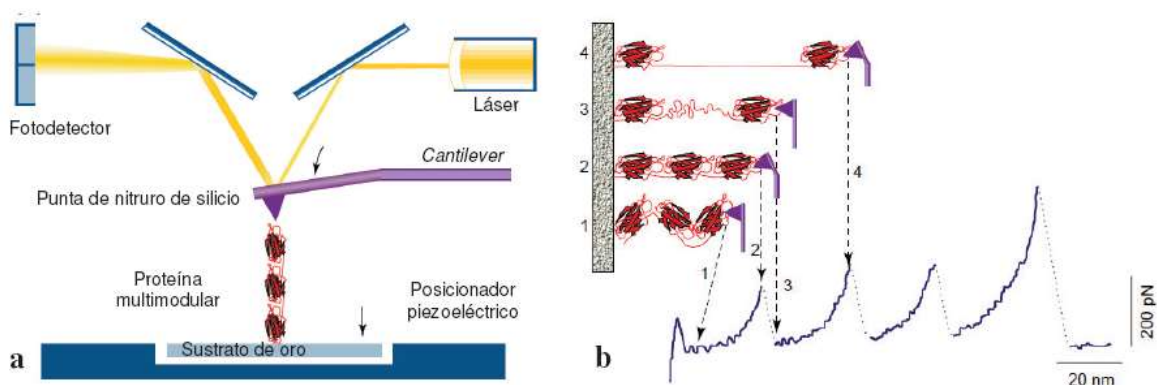 Fotodetector
Láser
Cantilever
Punta de nitruro de silicio
Proteína
multimodular
Posicionador
piezoeléctrico
Sustrato de oro
a
4
3
2
1
1
2
3
4
200 pN
20 nm
b